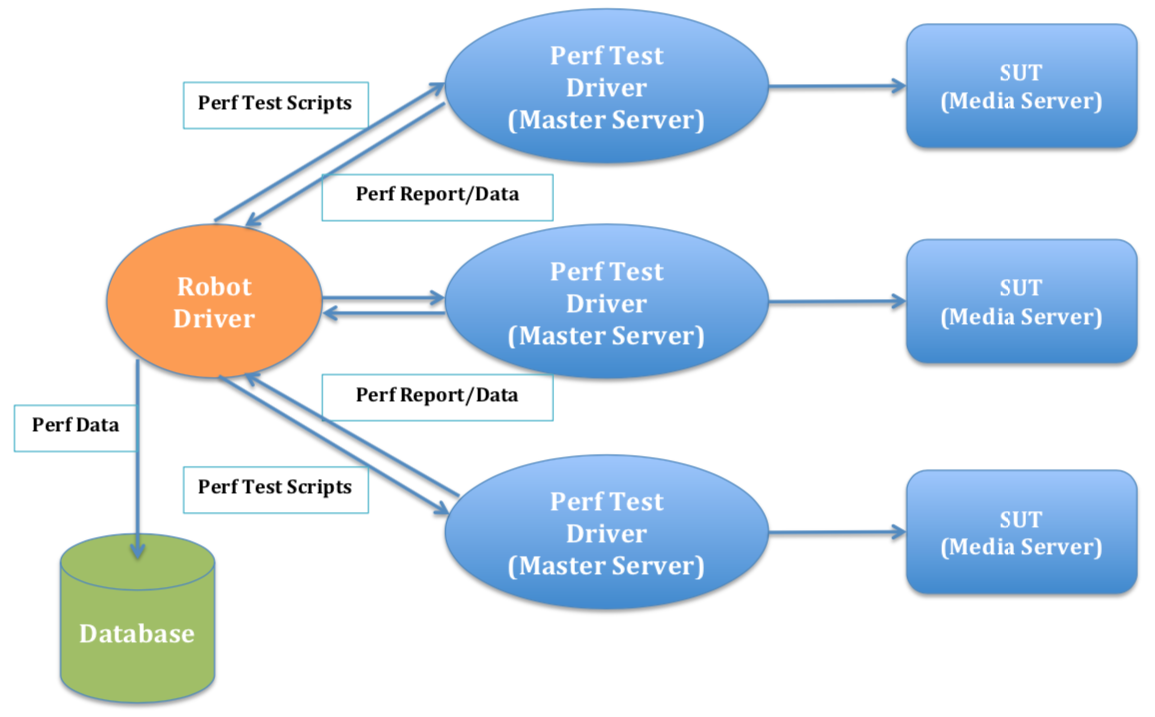 Perf Test
Driver
(Master Server)
SUT
(Media Server)
Perf Test Scripts
Perf Report/Data
Robot
Driver
Perf Test
Driver
(Master Server)
SUT
(Media Server)
Perf Report/Data
Perf Data
Perf Test Scripts
Perf Test
Driver
(Master Server)
SUT
(Media Server)
Database